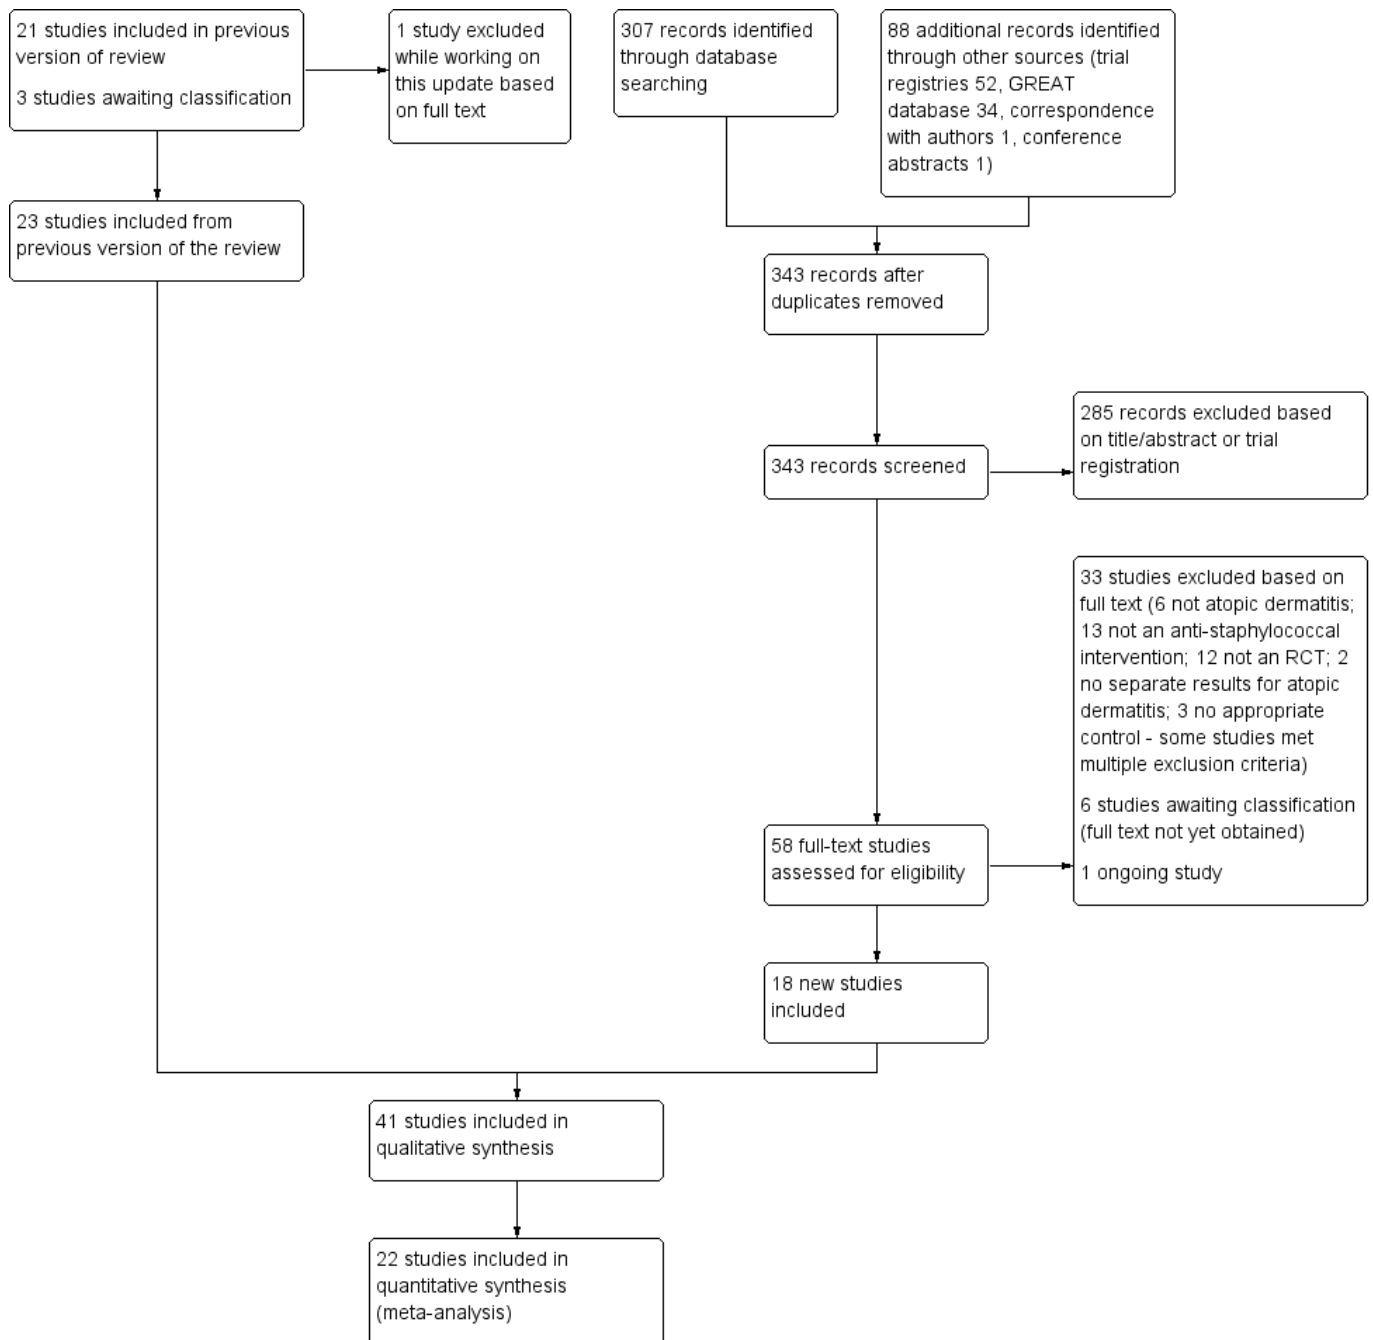 21 studies included in previous
version of review
3 studies awaiting classification
1 study excluded
while working on
this update based
on full text
307 records identified
through database
searching
88 additional records identified
through other sources (trial
registries 52, GREAT
database 34, correspondence
with authors 1, conference
abstracts 1)
23 studies included from
previous version of the review
343 records after
duplicates removed
343 records screened
285 records excluded based
on title/abstract or trial
registration
58 full-text studies
assessed for eligibility
33 studies excluded based on
full text (6 not atopic dermatitis;
13 not an anti-staphylococcal
intervention; 12 not an RCT; 2
no separate results for atopic
dermatitis; 3 no appropriate
control - some studies met
multiple exclusion criteria)
6 studies awaiting classification
(full text not yet obtained)
1 ongoing study
18 new studies
included
41 studies included in
qualitative synthesis
22 studies included in
quantitative synthesis
(meta-analysis)